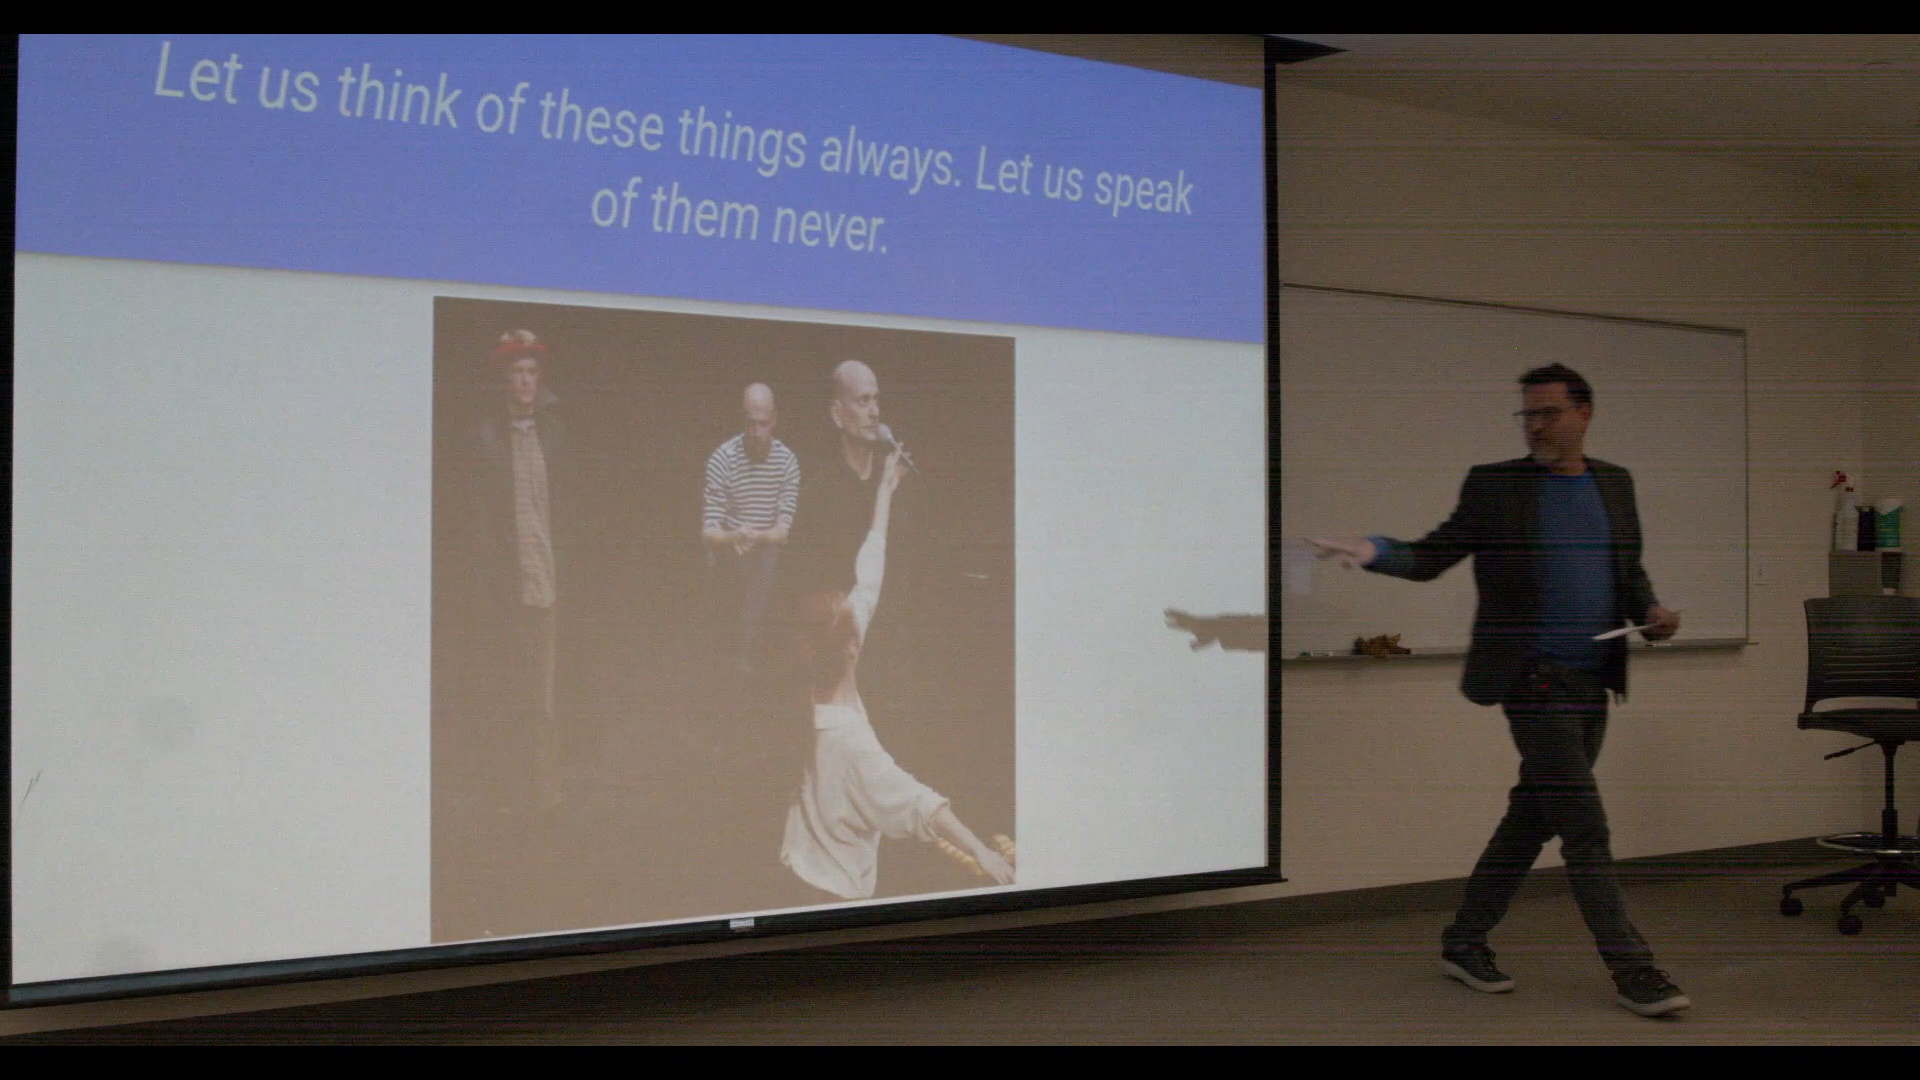 Let us think of these things always. Let us speak
of them never.